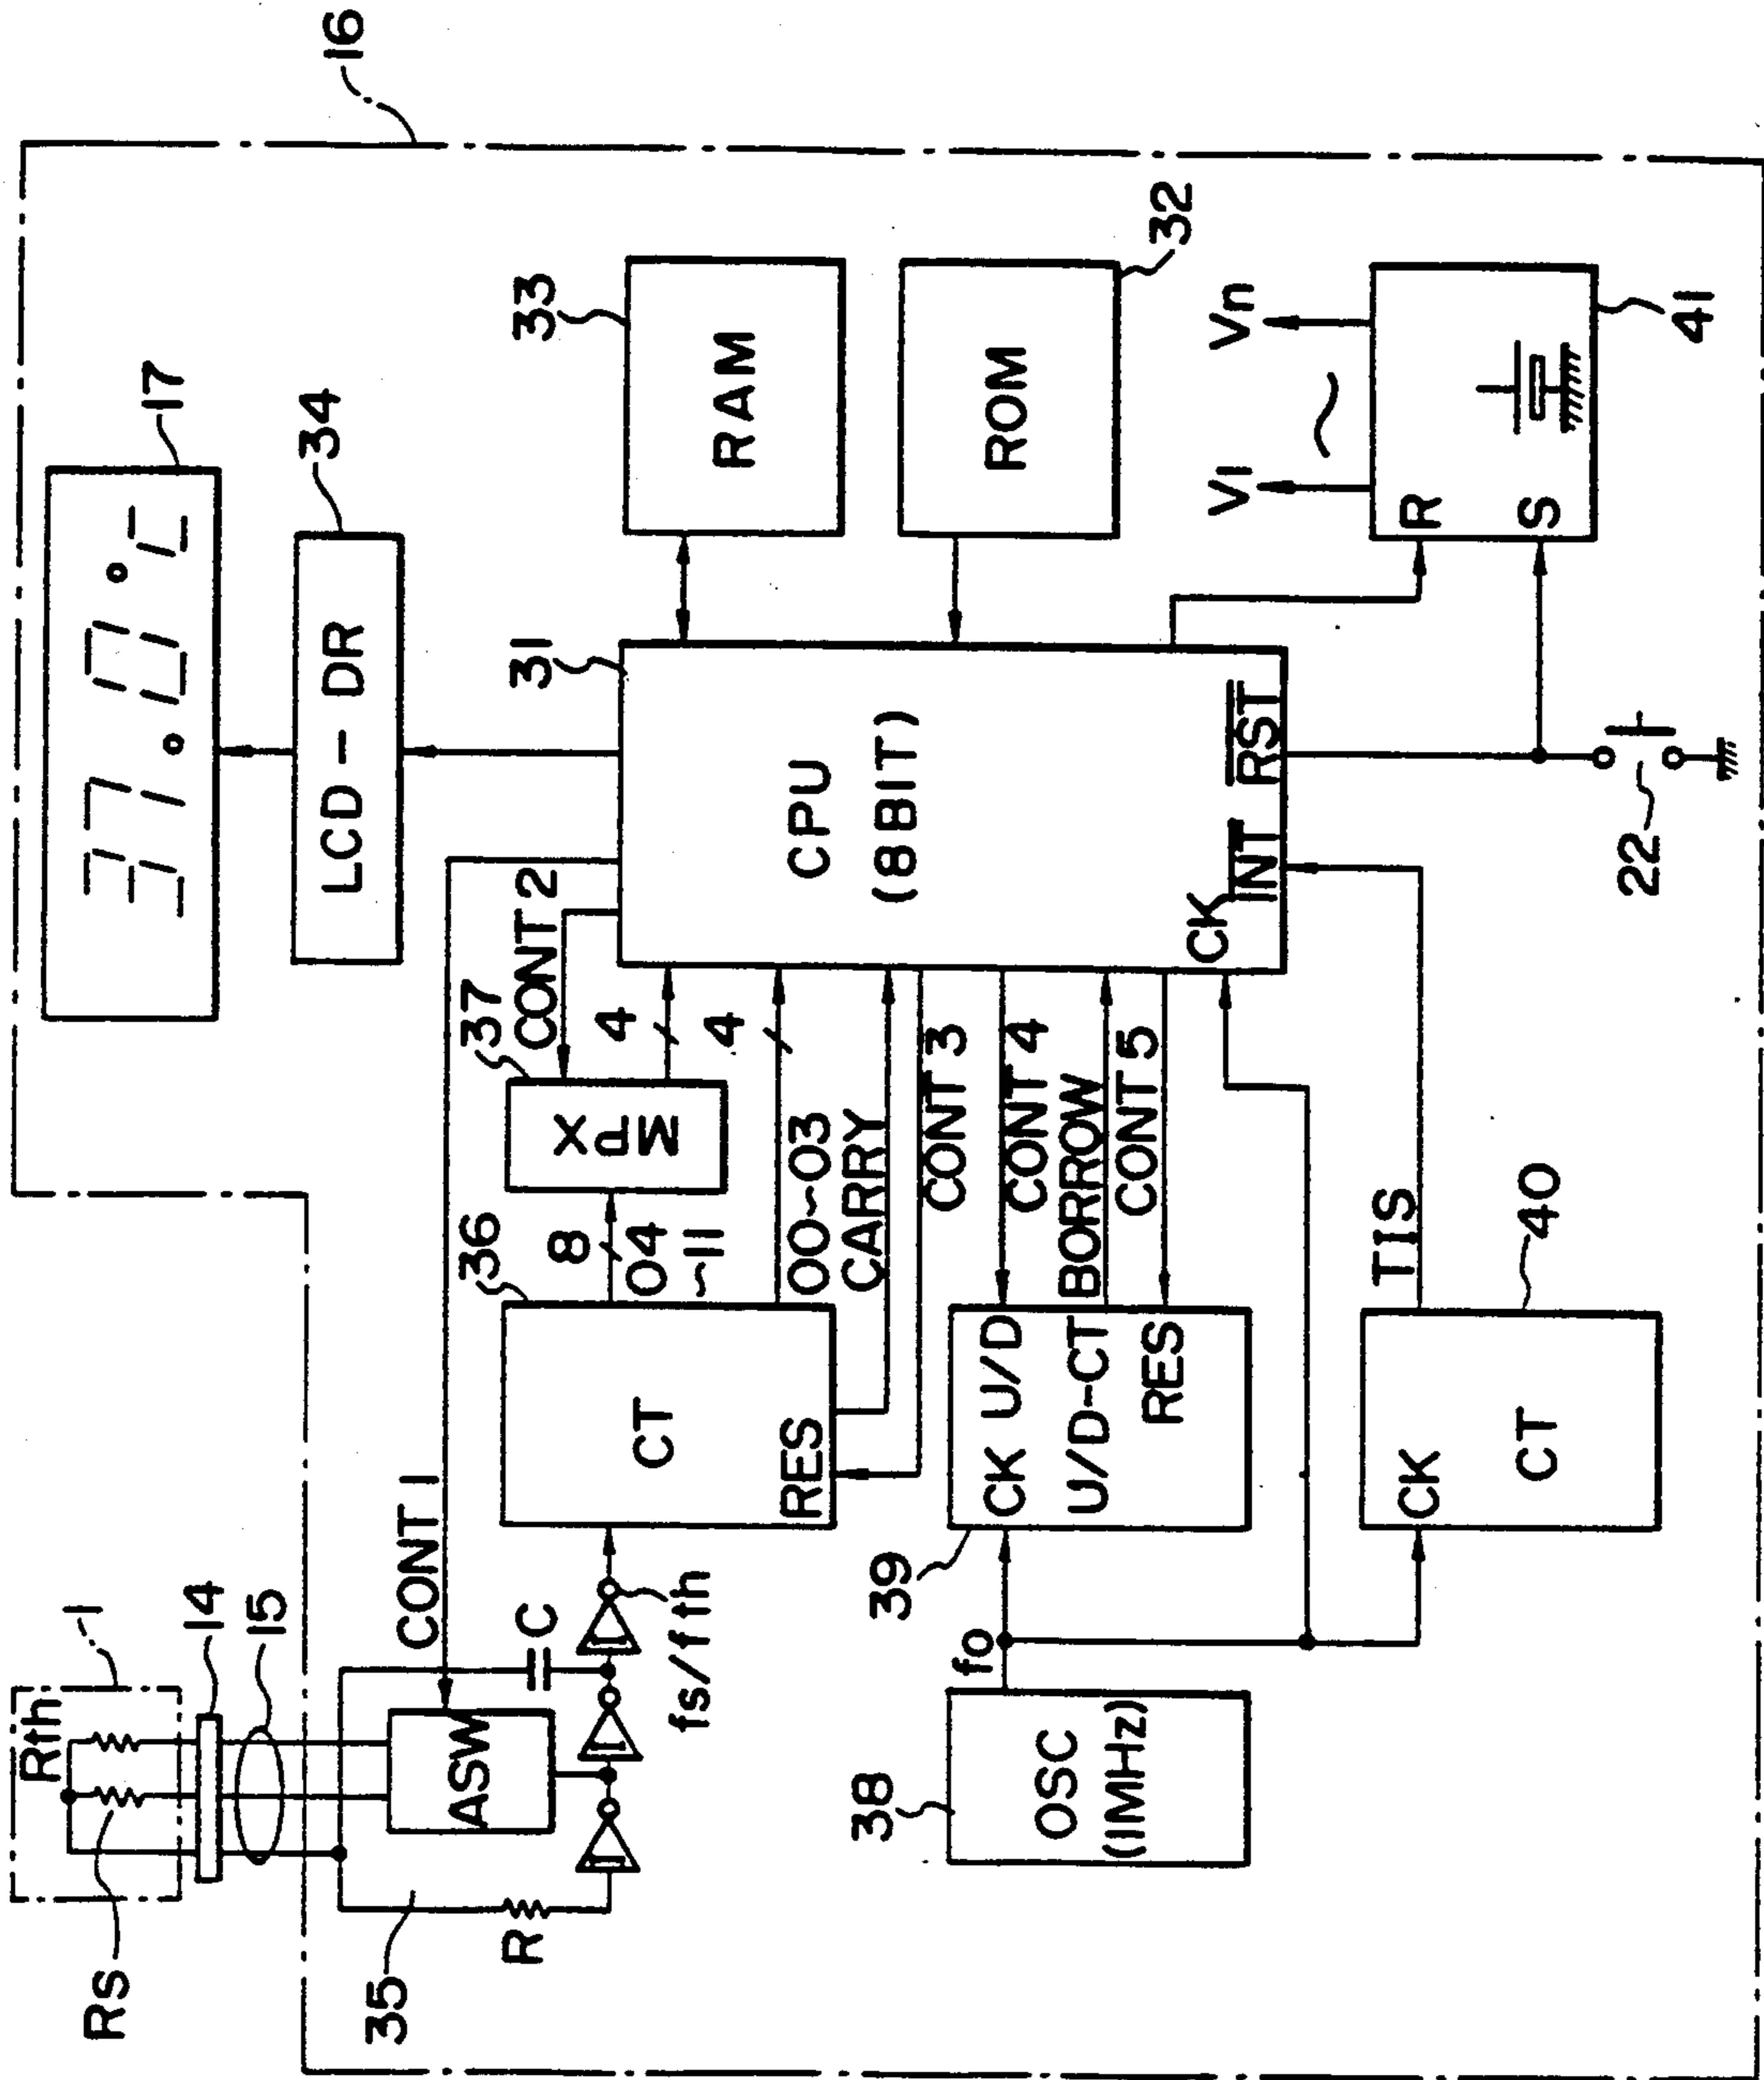 16
37.0°C
17
LCD-DR
34
33
RAM
ROM
32
31
CPU
(8BIT)
CK
INT
RST
Vn
V1
~
R
S
41
22
CONT 1
CONT 2
37
MPX
4
4
36
8
04
~11
00~03
CARRY
CONT 3
CT
RES
CONT 4
BORROW
CONT 5
39
CK U/D
U/D-CT
RES
TIS
40
CK
CT
1
Rth
Rs
14
15
ASW
C
fs/fth
35
R
38
OSC
(1MHz)
fo